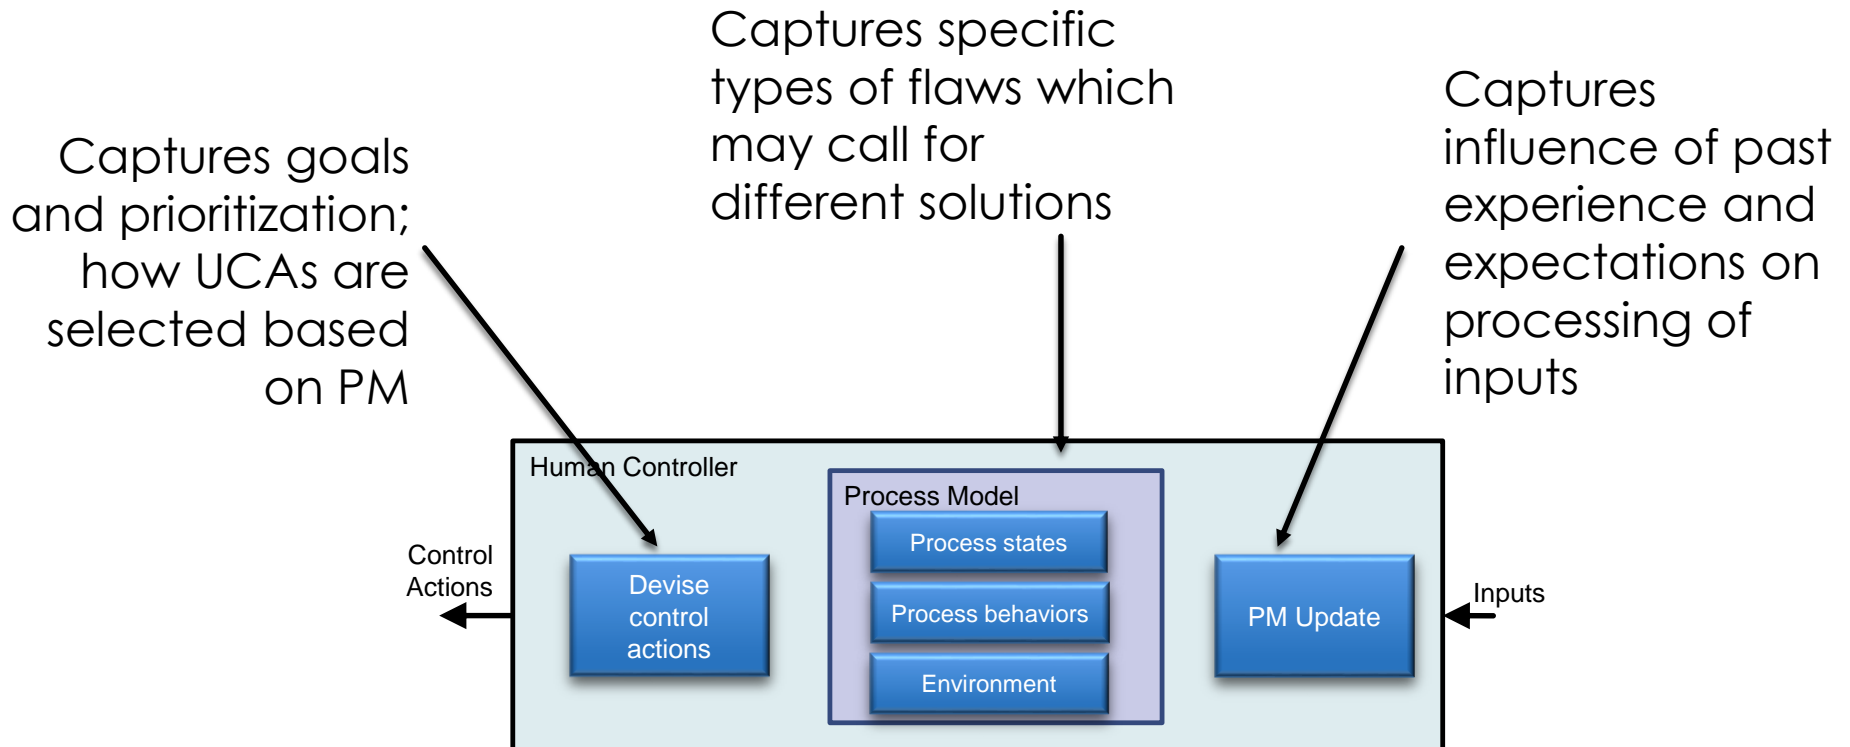 Captures goals
and prioritization;
how UCAs are
selected based
on PM
Captures specific
types of flaws which
may call for
different solutions
Captures
influence of past
experience and
expectations on
processing of
inputs
Human Controller
Process Model
Process states
Process behaviors
Environment
Control
Actions
Devise
control
actions
PM Update
Inputs